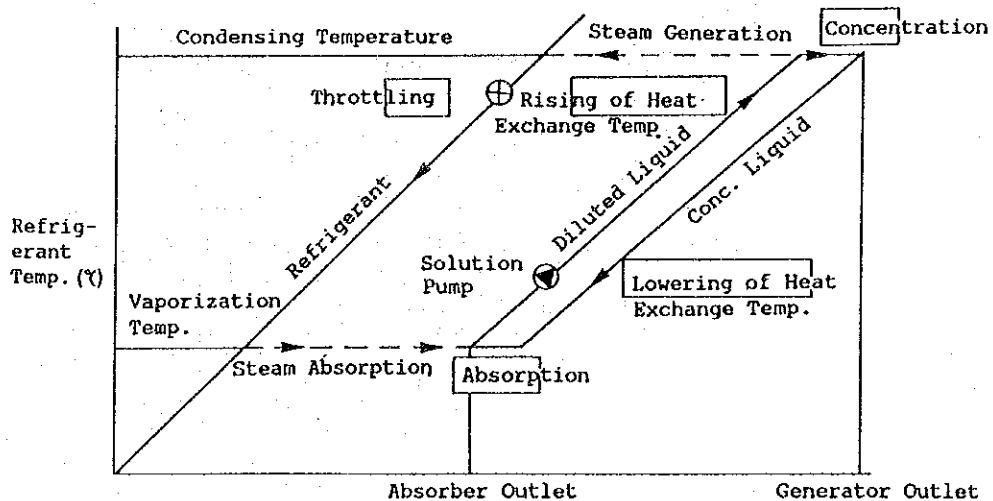 Condensing Temperature
Steam Generation
Concentration
Throttling
Rising of Heat
Exchange Temp
Refrigerant
Diluted Liquid
Conc. Liquid
Refrig-
erant
Temp. (℃)
Solution
Pump
Lowering of Heat
Exchange Temp.
Vaporization
Temp.
Steam Absorption
Absorption
Absorber Outlet
Generator Outlet